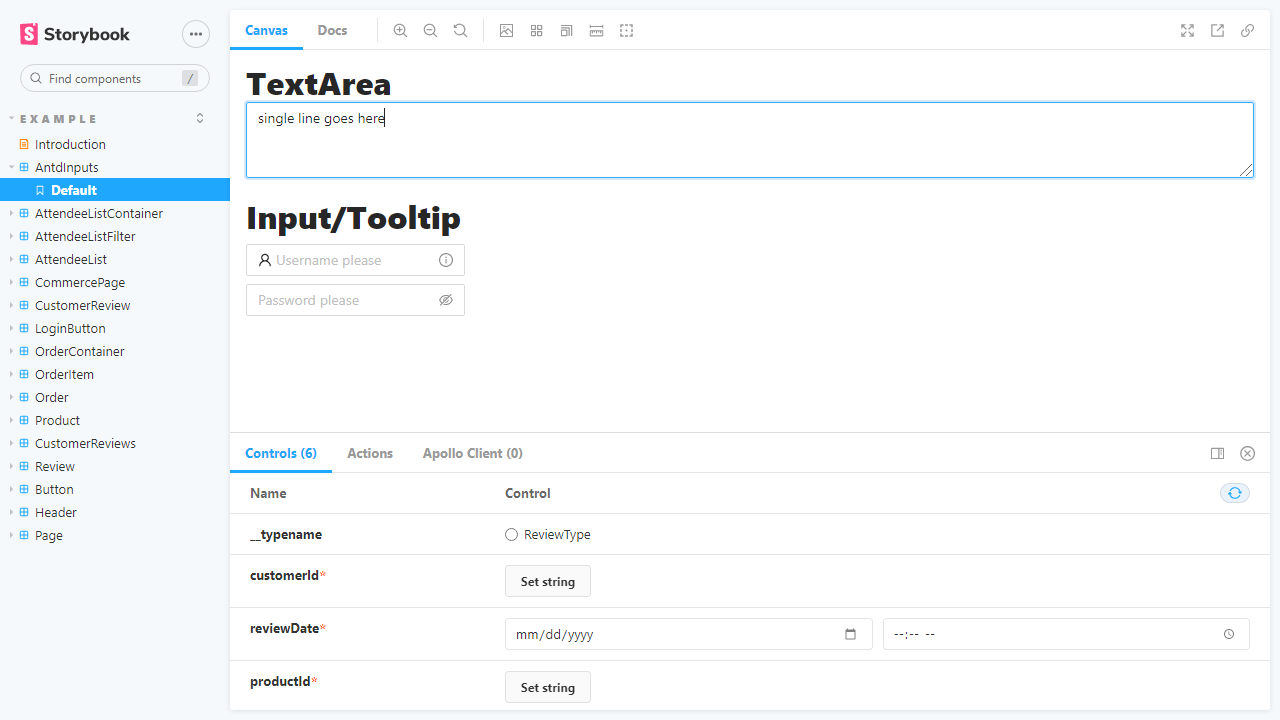 Storybook
Find components /
EXAMPLE
Introduction
AntdInputs
Default
AttendeeListContainer
AttendeeListFilter
AttendeeList
CommercePage
CustomerReview
LoginButton
OrderContainer
OrderItem
Order
Product
CustomerReviews
Review
Button
Header
Page
Canvas Docs
TextArea
single line goes here
Input/Tooltip
Username please
Password please
Controls (6) Actions Apollo Client (0)
Name Control
__typename ReviewType
customerId* Set string
reviewDate* mm/dd/yyyy --:-- --
productId* Set string